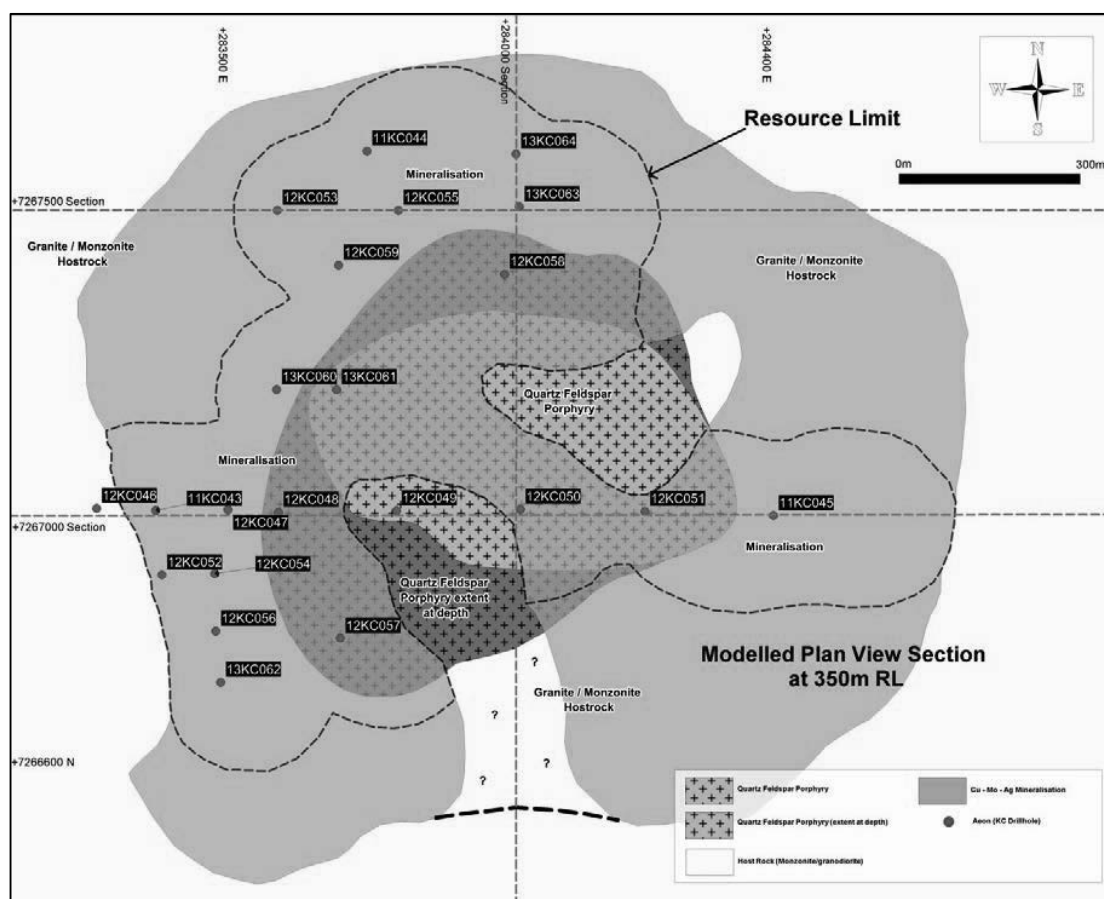 +283500 E
+284000 Section
+284400 E
N
W E
S
Resource Limit
0m 300m
11KC044
13KC064
Mineralisation
12KC053
12KC055
13KC063
+7267500 Section
Granite / Monzonite
Hostrock
12KC059
12KC058
Granite / Monzonite
Hostrock
13KC060
13KC061
Quartz Feldspar
Porphyry
Mineralisation
12KC046
11KC043
12KC048
12KC049
12KC050
12KC051
11KC045
+7267000 Section
12KC047
Mineralisation
12KC052
12KC054
Quartz Feldspar
Porphyry extent
at depth
12KC056
12KC057
13KC062
Modelled Plan View Section
at 350m RL
?
Granite / Monzonite
Hostrock
?
?
?
+7266600 N
Quartz Feldspar Porphyry
Cu - Mo - Ag Mineralisation
Quartz Feldspar Porphyry (extent at depth)
Aeon (KC Drillhole)
Host Rock (Monzonite/granodiorite)